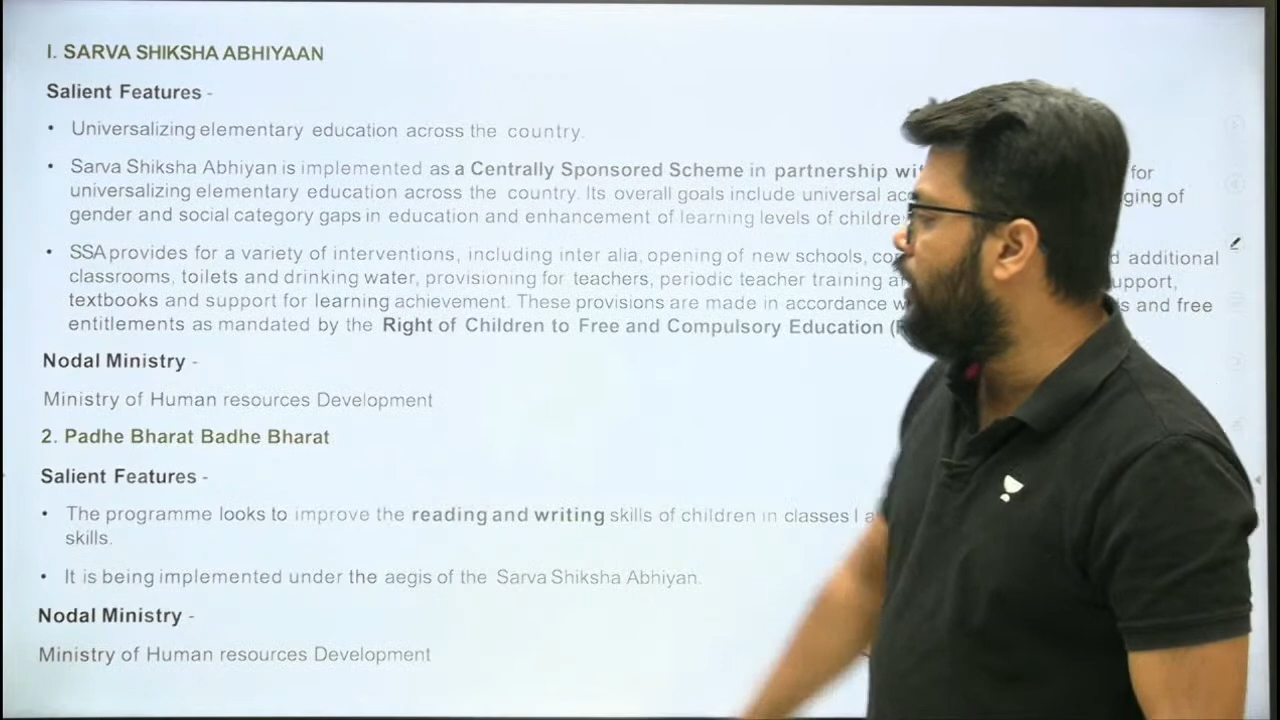 I. SARVA SHIKSHA ABHIYAAN
Salient Features -
• Universalizing elementary education across the country.
• Sarva Shiksha Abhiyan is implemented as a Centrally Sponsored Scheme in partnership for
universalizing elementary education across the country. Its overall goals include universal of
gender and social category gaps in education and enhancement of learning levels of
• SSA provides for a variety of interventions, including inter alia, opening of new schools, additional
classrooms, toilets and drinking water, provisioning for teachers, periodic teacher training
textbooks and support for learning achievement. These provisions are made in accordance and free
entitlements as mandated by the Right of Children to Free and Compulsory Education
Nodal Ministry -
Ministry of Human resources Development
2. Padhe Bharat Badhe Bharat
Salient Features -
• The programme looks to improve the reading and writing skills of children in classes I
skills.
• It is being implemented under the aegis of the Sarva Shiksha Abhiyan.
Nodal Ministry -
Ministry of Human resources Development